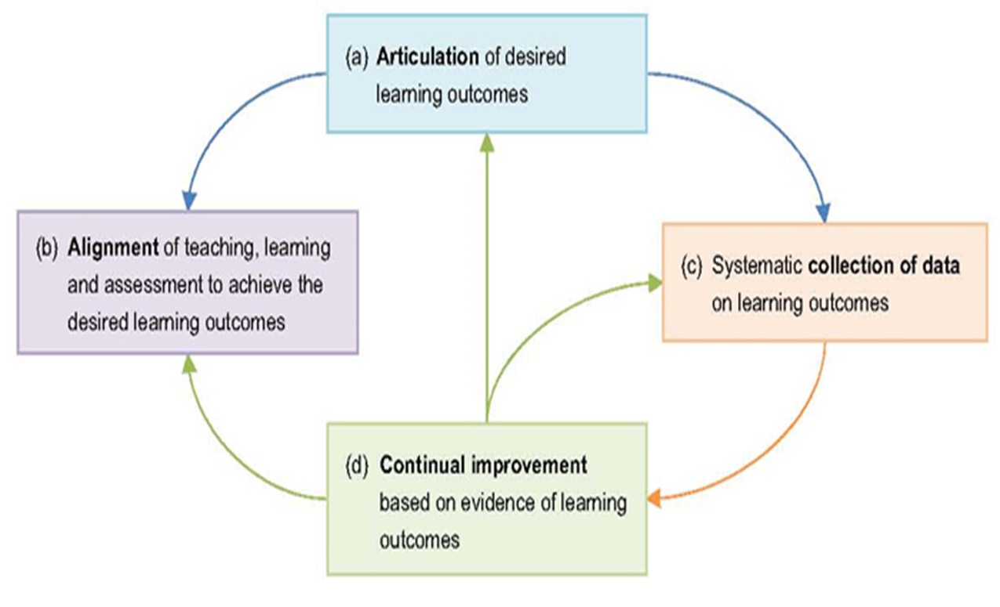 (a) Articulation of desired
learning outcomes
(b) Alignment of teaching, learning
and assessment to achieve the
desired learning outcomes
(c) Systematic collection of data
on learning outcomes
(d) Continual improvement
based on evidence of learning
outcomes